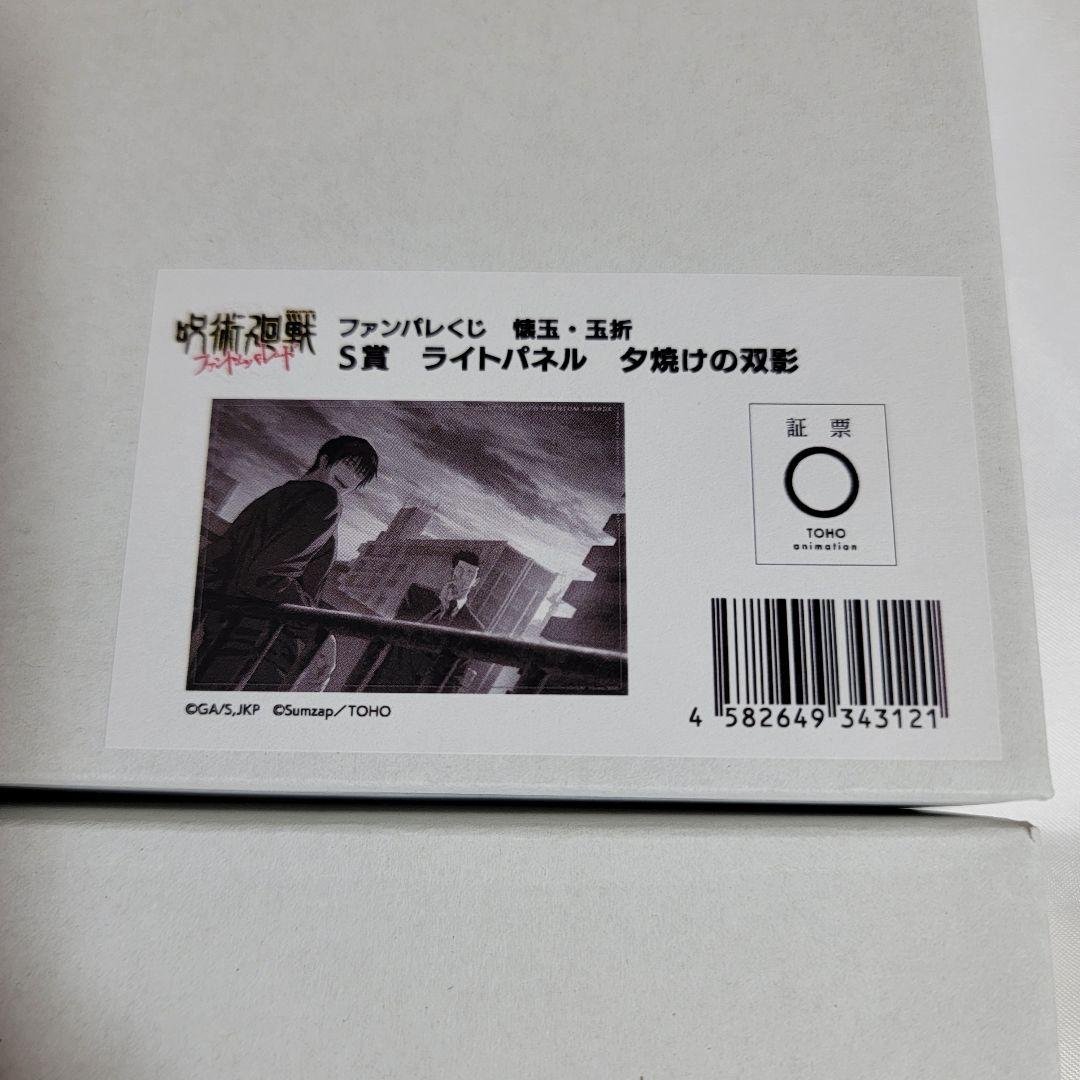 呪術廻戦
ファントムパレード
ファンパレくじ 懐玉・玉折
S賞 ライトパネル 夕焼けの双影
証 票
TOHO
animation
©GA/S,JKP ©Sumzap／TOHO
4 582649 343121